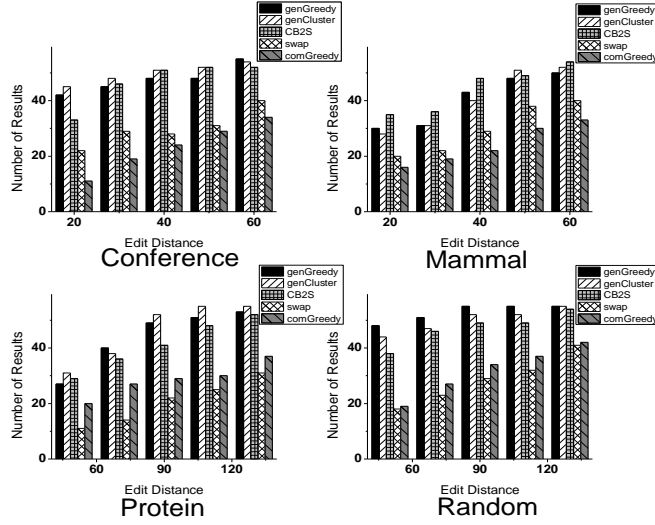 genGreedy
genCluster
CB2S
swap
comGreedy
Number of Results
40
20
0
20 40 60
Edit Distance
Conference
genGreedy
genCluster
CB2S
swap
comGreedy
Number of Results
40
20
0
20 40 60
Edit Distance
Mammal
genGreedy
genCluster
CB2S
swap
comGreedy
Number of Results
40
20
0
60 90 120
Edit Distance
Protein
genGreedy
genCluster
CB2S
swap
comGreedy
Number of Results
40
20
0
60 90 120
Edit Distance
Random